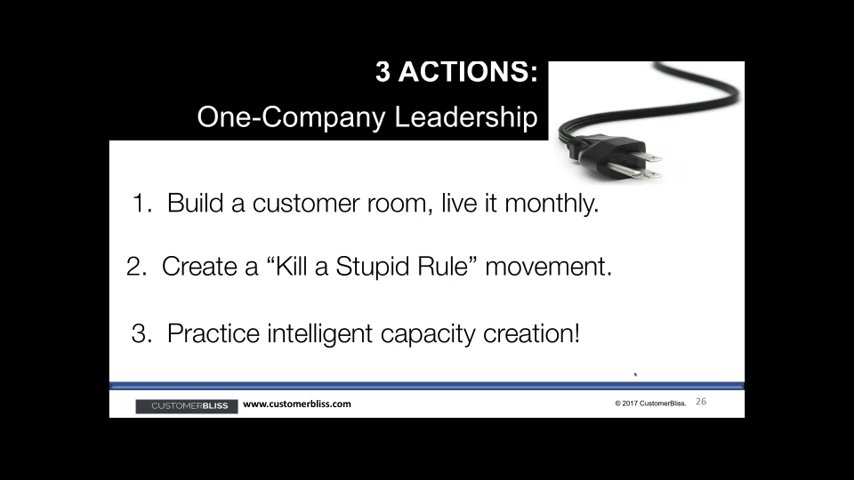 3 ACTIONS:
One-Company Leadership
1. Build a customer room, live it monthly.
2. Create a “Kill a Stupid Rule” movement.
3. Practice intelligent capacity creation!
CUSTOMERBLISS www.customerbliss.com
© 2017 CustomerBliss. 26